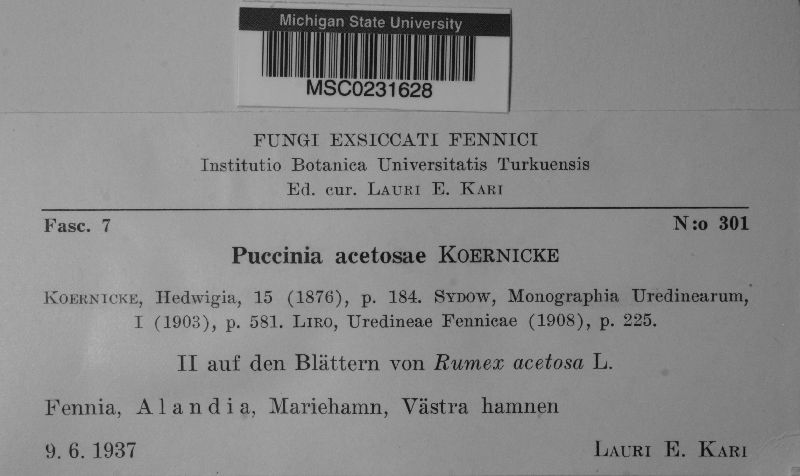 Michigan State University
MSC0231628
FUNGI EXSICCATI FENNICI
Institutio Botanica Universitatis Turkuensis
Ed. cur. LAURI E. KARI
Fasc. 7 N:o 301
Puccinia acetosae KOERNICKE
KOERNICKE, Hedwigia, 15 (1876), p. 184. SYDOW, Monographia Uredinearum,
I (1903), p. 581. LIRO, Uredineae Fennicae (1908), p. 225.
II auf den Blättern von Rumex acetosa L.
Fennia, Alandia, Mariehamn, Västra hamnen
9. 6. 1937 LAURI E. KARI